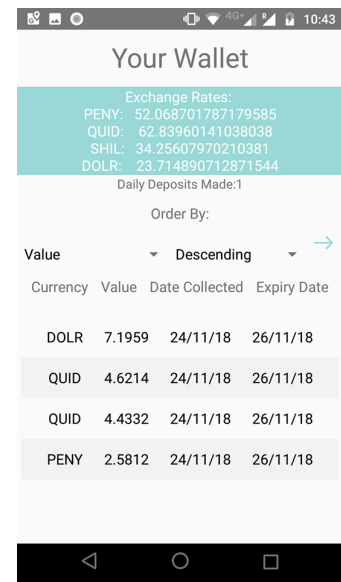 4G+ R 10:43
Your Wallet
Exchange Rates:
PENY: 52.068701787179585
QUID: 62.83960141038038
SHIL: 34.25607970210381
DOLR: 23.714890712871544
Daily Deposits Made:1
Order By:
Value Descending
Currency Value Date Collected Expiry Date
DOLR 7.1959 24/11/18 26/11/18
QUID 4.6214 24/11/18 26/11/18
QUID 4.4332 24/11/18 26/11/18
PENY 2.5812 24/11/18 26/11/18